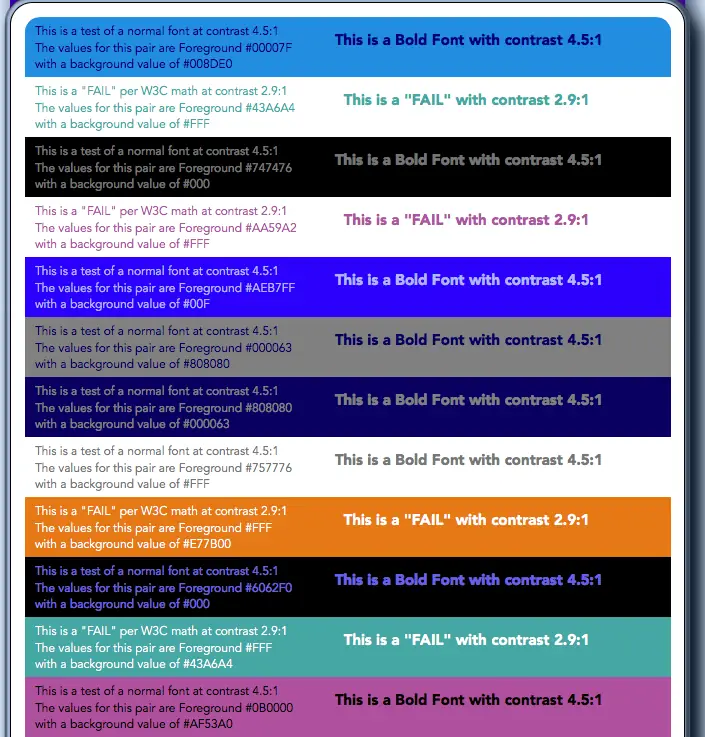 This is a test of a normal font at contrast 4.5:1
The values for this pair are Foreground #00007F
with a background value of #008DE0
This is a Bold Font with contrast 4.5:1
This is a "FAIL" per W3C math at contrast 2.9:1
The values for this pair are Foreground #43A6A4
with a background value of #FFF
This is a "FAIL" with contrast 2.9:1
This is a test of a normal font at contrast 4.5:1
The values for this pair are Foreground #747476
with a background value of #000
This is a Bold Font with contrast 4.5:1
This is a "FAIL" per W3C math at contrast 2.9:1
The values for this pair are Foreground #AA59A2
with a background value of #FFF
This is a "FAIL" with contrast 2.9:1
This is a test of a normal font at contrast 4.5:1
The values for this pair are Foreground #AEB7FF
with a background value of #00F
This is a Bold Font with contrast 4.5:1
This is a test of a normal font at contrast 4.5:1
The values for this pair are Foreground #000063
with a background value of #808080
This is a Bold Font with contrast 4.5:1
This is a test of a normal font at contrast 4.5:1
The values for this pair are Foreground #808080
with a background value of #000063
This is a Bold Font with contrast 4.5:1
This is a test of a normal font at contrast 4.5:1
The values for this pair are Foreground #757776
with a background value of #FFF
This is a Bold Font with contrast 4.5:1
This is a "FAIL" per W3C math at contrast 2.9:1
The values for this pair are Foreground #FFF
with a background value of #E77B00
This is a "FAIL" with contrast 2.9:1
This is a test of a normal font at contrast 4.5:1
The values for this pair are Foreground #6062F0
with a background value of #000
This is a Bold Font with contrast 4.5:1
This is a "FAIL" per W3C math at contrast 2.9:1
The values for this pair are Foreground #FFF
with a background value of #43A6A4
This is a "FAIL" with contrast 2.9:1
This is a test of a normal font at contrast 4.5:1
The values for this pair are Foreground #0B0000
with a background value of #AF53A0
This is a Bold Font with contrast 4.5:1